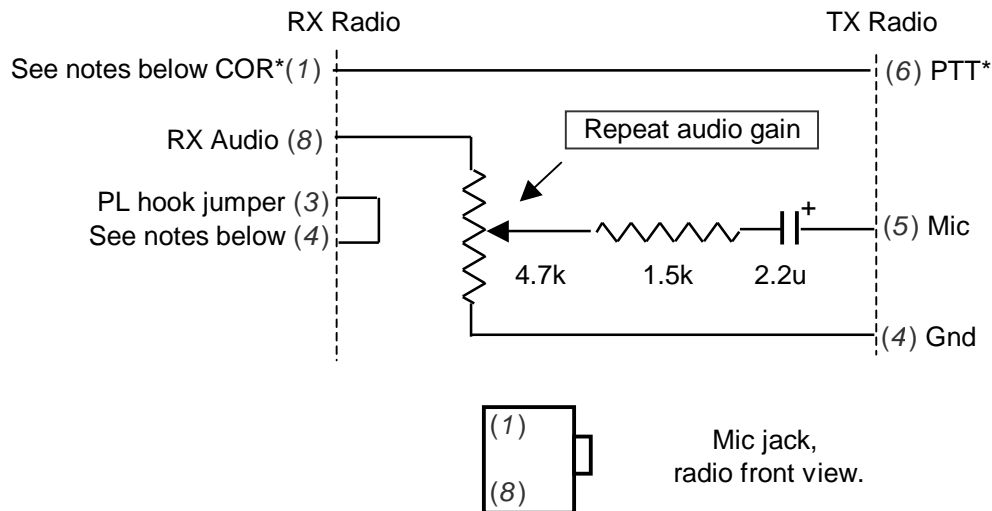 RX Radio
TX Radio
See notes below COR*(1)
(6) PTT*
RX Audio (8)
Repeat audio gain
PL hook jumper (3)
See notes below (4)
+
(5) Mic
4.7k
1.5k
2.2u
(4) Gnd
(1)
(8)
Mic jack,
radio front view.